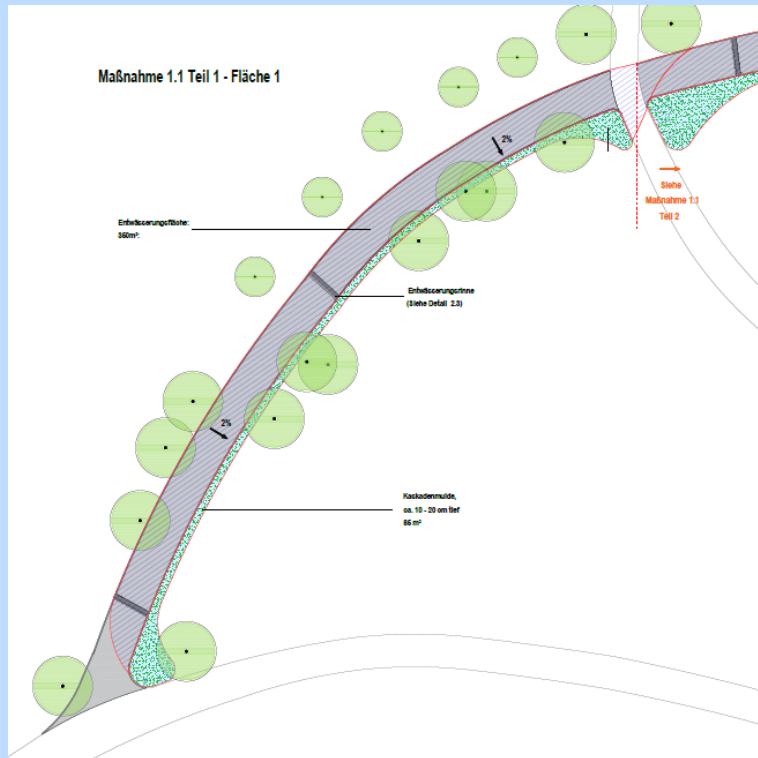 Maßnahme 1.1 Teil 1 - Fläche 1
2%
Siehe
Maßnahme 1.1
Teil 2
Entwässerungsfläche:
350m²:
Entwässerungsrinne
(Siehe Detail 2.3)
2%
Kaskadenmulde,
ca. 10 - 20 cm tief
85 m²